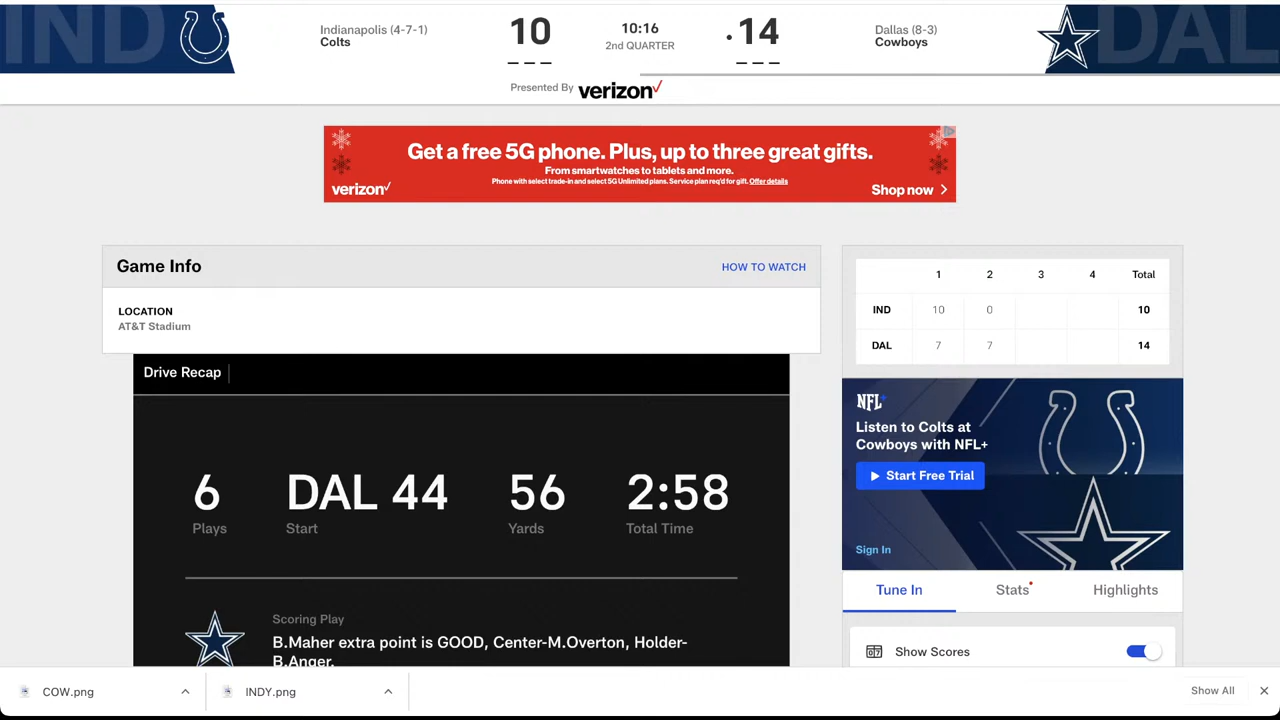 IND
Indianapolis (4-7-1)
Colts
10
10:16
2nd QUARTER
14
Dallas (8-3)
Cowboys
DAL
Presented By verizon
Get a free 5G phone. Plus, up to three great gifts.
From smartwatches to tablets and more.
Phone with select trade-in and select 5G Unlimited plans. Service plan req'd for gift. Offer details
verizon
Shop now
Game Info
HOW TO WATCH
LOCATION
AT&T Stadium
Drive Recap
6 DAL 44 56 2:58
Plays Start Yards Total Time
Scoring Play
B.Maher extra point is GOOD, Center-M.Overton, Holder-
B.Anger.
1 2 3 4 Total
IND 10 0 10
DAL 7 7 14
NFL+
Listen to Colts at
Cowboys with NFL+
Start Free Trial
Sign In
Tune In Stats Highlights
Show Scores
COW.png
INDY.png
Show All